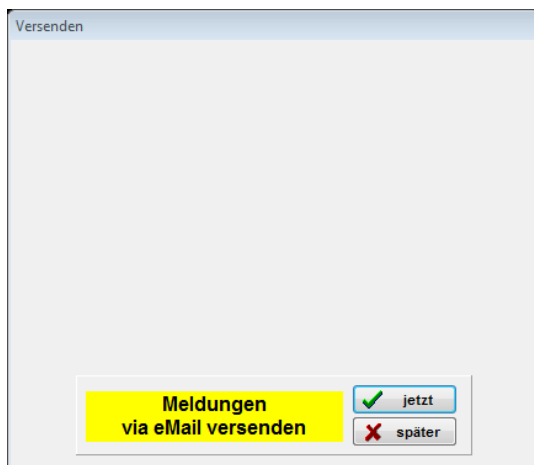 Versenden
Meldungen
via eMail versenden
jetzt
später